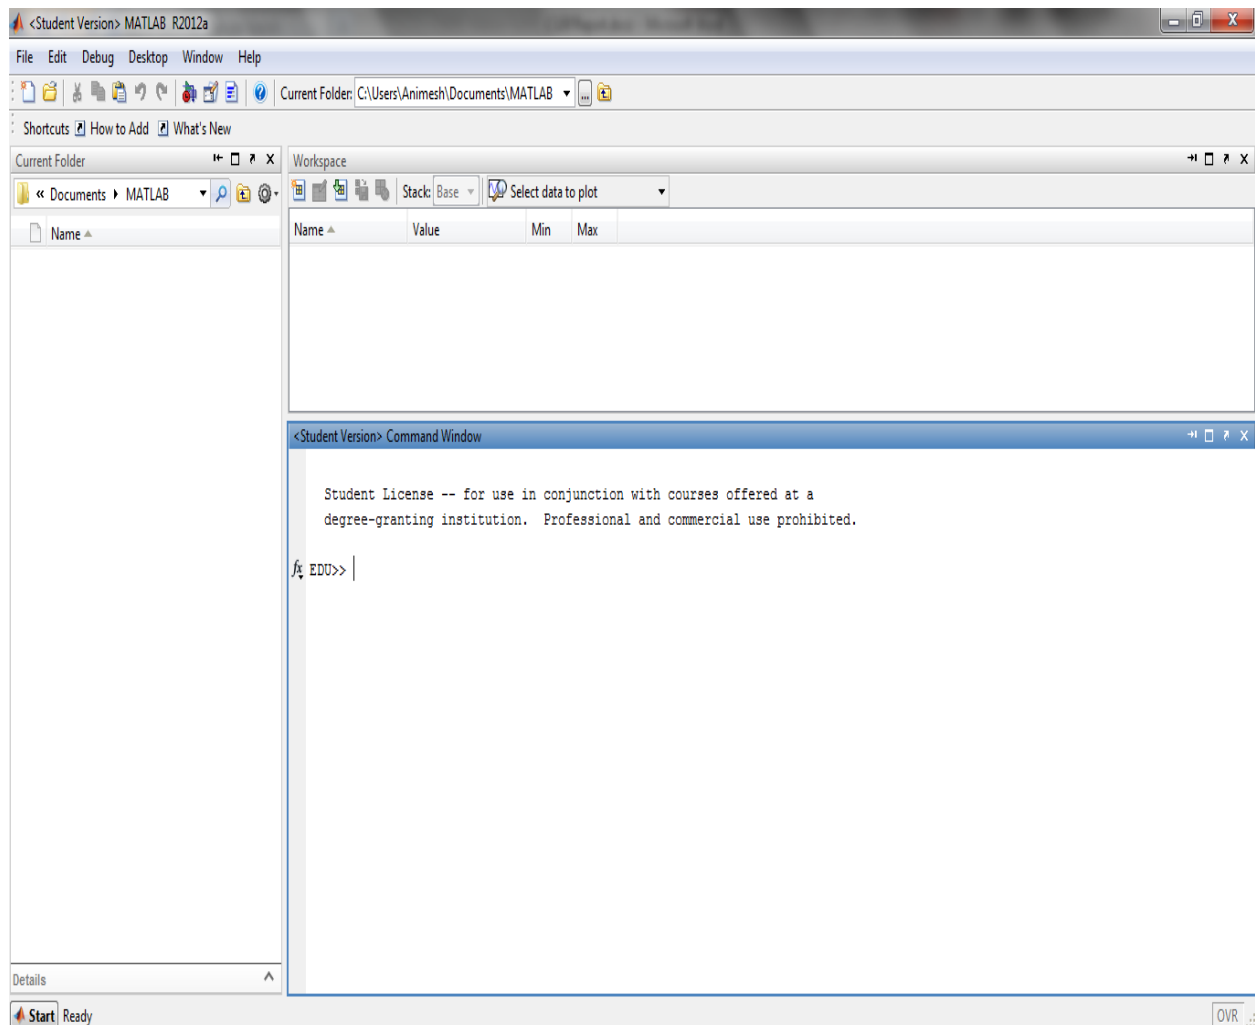 <Student Version> MATLAB R2012a
File Edit Debug Desktop Window Help
Current Folder: C:\Users\Animesh\Documents\MATLAB
Shortcuts How to Add What's New
Current Folder
« Documents MATLAB
Name
Details
Workspace
Stack: Base Select data to plot
Name Value Min Max
<Student Version> Command Window
Student License -- for use in conjunction with courses offered at a
degree-granting institution. Professional and commercial use prohibited.
fx EDU>>
Start Ready
OVR